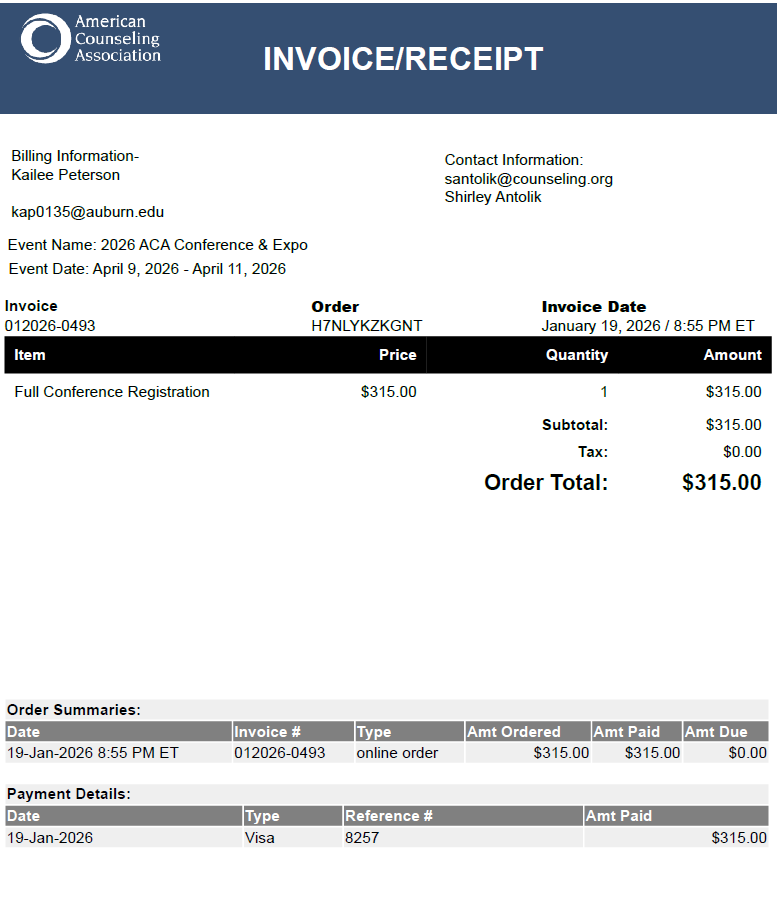 American
Counseling
Association
INVOICE/RECEIPT
Billing Information-
Kailee Peterson
kap0135@auburn.edu
Contact Information:
santolik@counseling.org
Shirley Antolik
Event Name: 2026 ACA Conference & Expo
Event Date: April 9, 2026 - April 11, 2026
Invoice Order Invoice Date
012026-0493 H7NLYKZKGNT January 19, 2026 / 8:55 PM ET
Item Price Quantity Amount
Full Conference Registration $315.00 1 $315.00
Subtotal: $315.00
Tax: $0.00
Order Total: $315.00
Order Summaries:
Date Invoice # Type Amt Ordered Amt Paid Amt Due
19-Jan-2026 8:55 PM ET 012026-0493 online order $315.00 $315.00 $0.00
Payment Details:
Date Type Reference # Amt Paid
19-Jan-2026 Visa 8257 $315.00